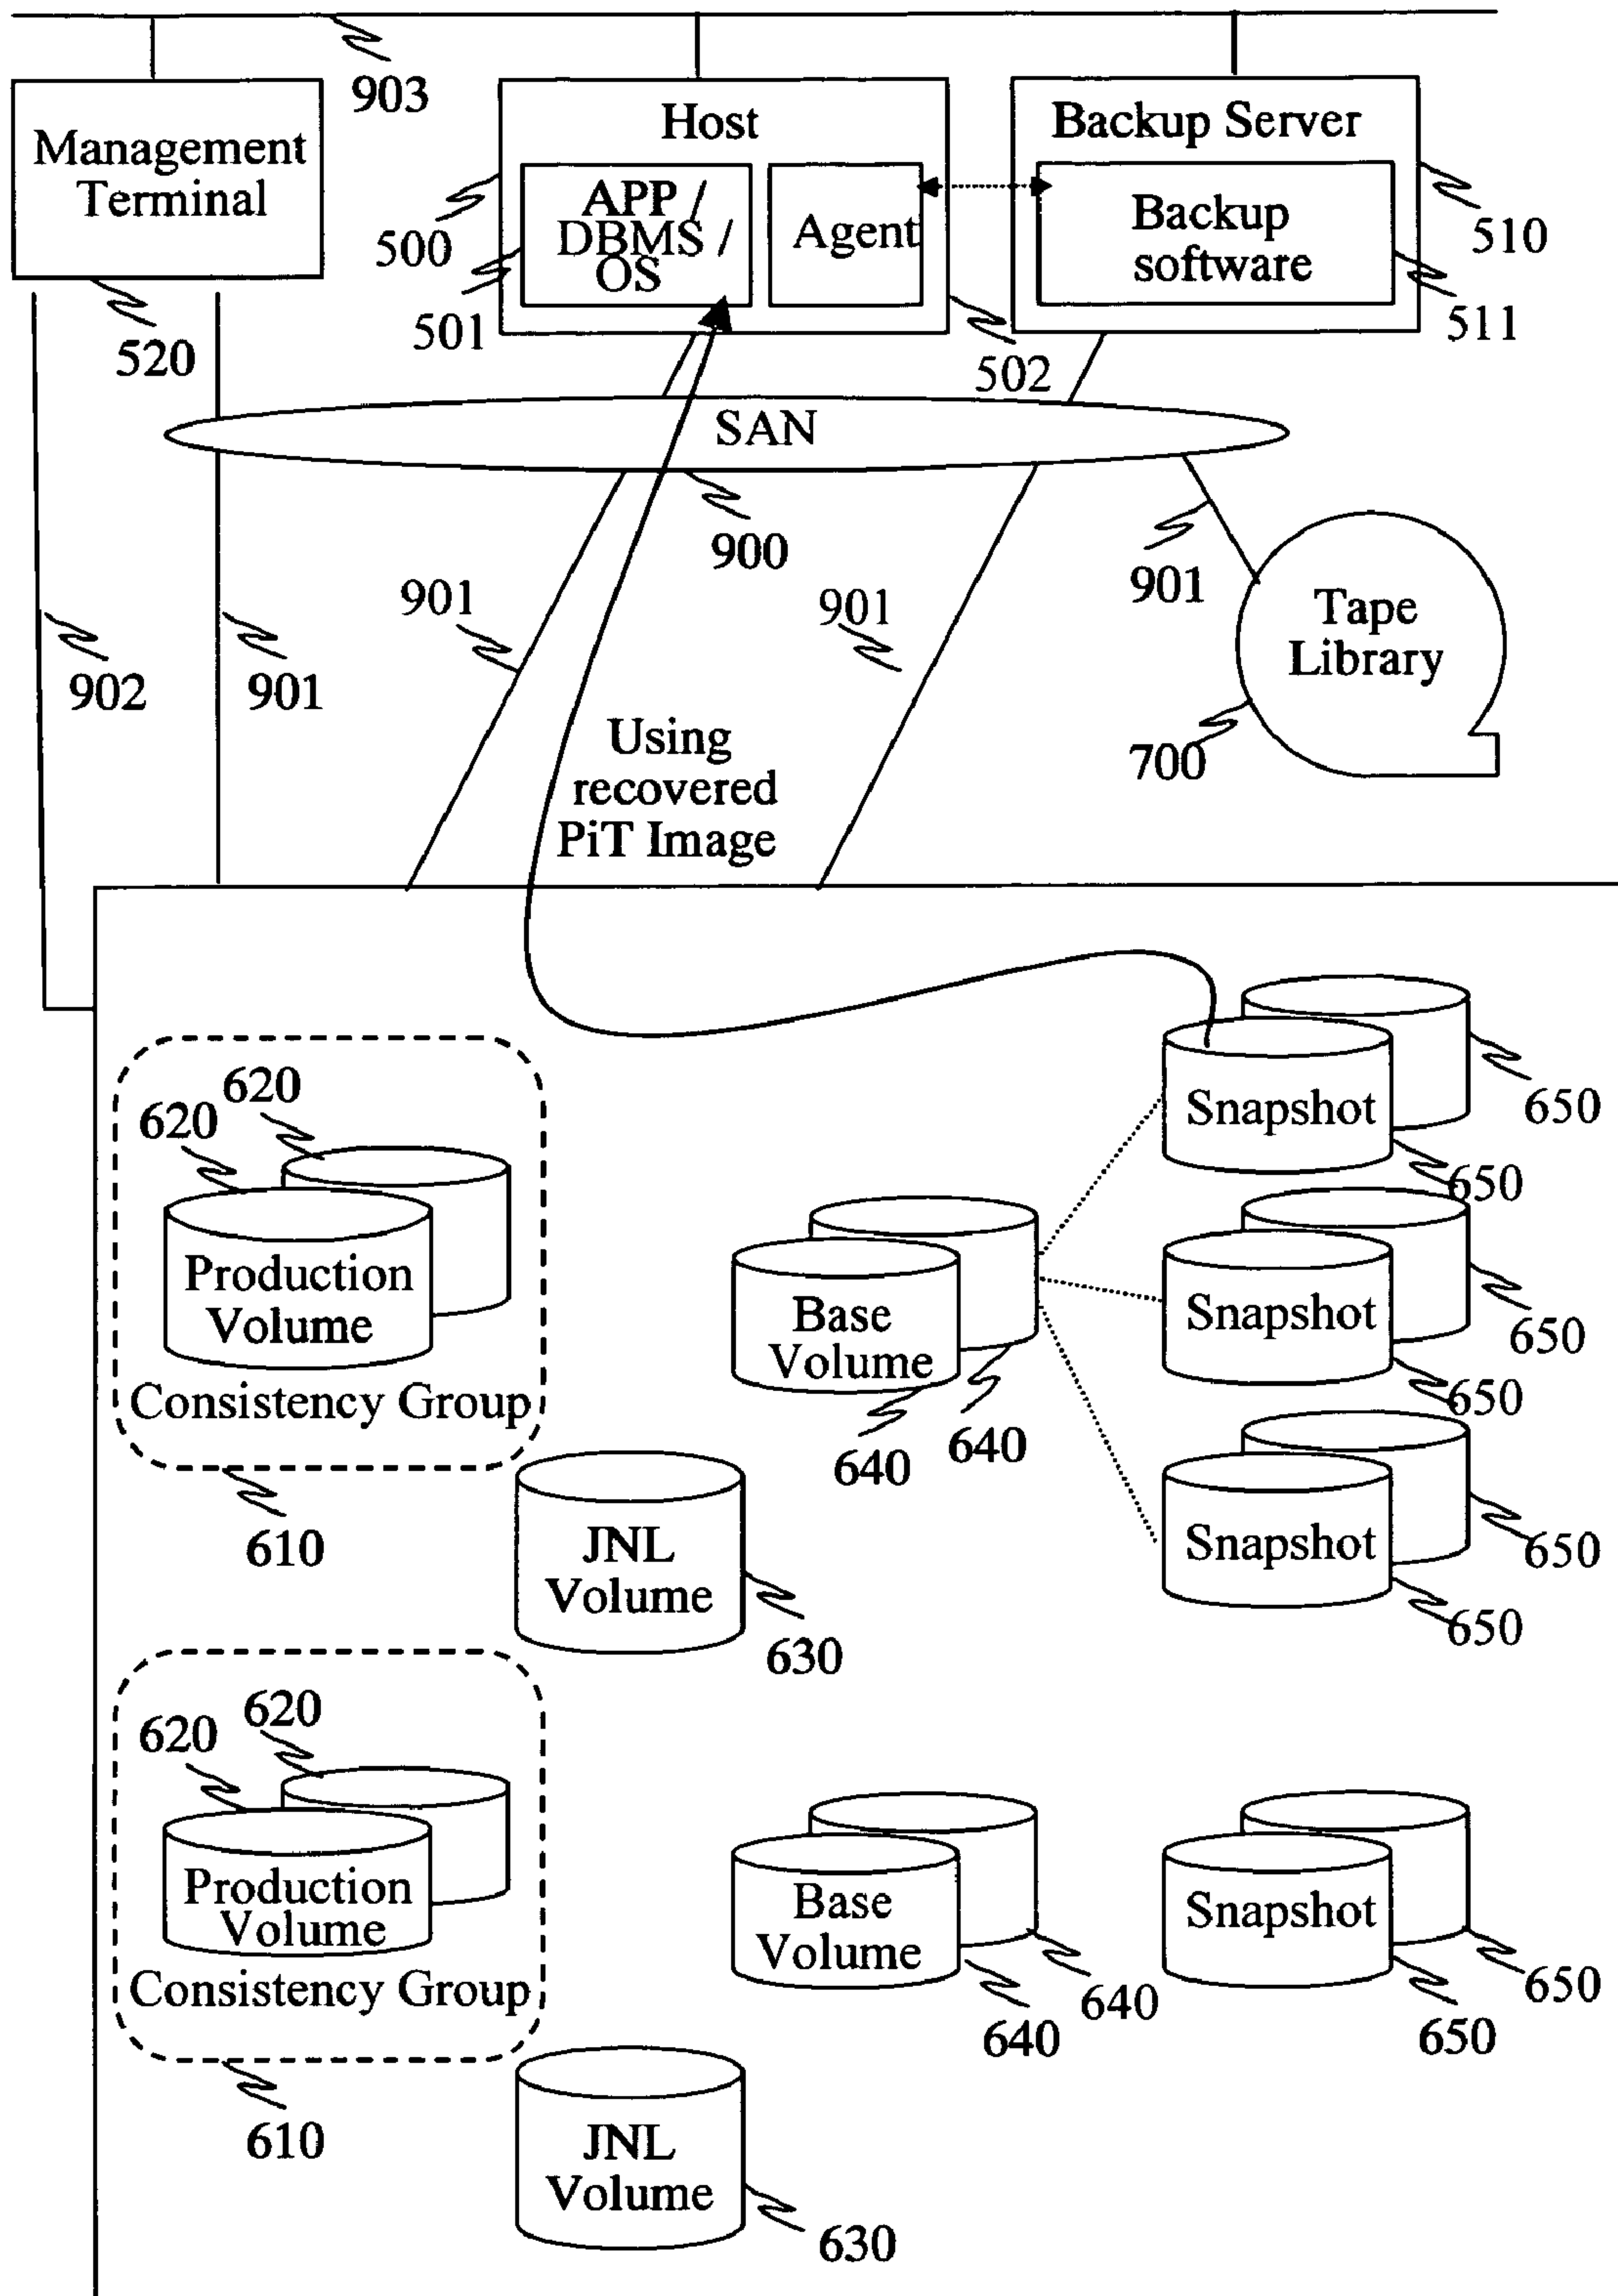 903
Management
Terminal
520
Host
APP /
DBMS /
OS
Agent
500
501
502
Backup Server
Backup
software
510
511
SAN
900
902
901
901
901
901
Tape
Library
700
Using
recovered
PiT Image
620
620
Production
Volume
Consistency Group
610
JNL
Volume
630
Base
Volume
640
640
Snapshot
650
650
Snapshot
650
650
Snapshot
650
650
620
620
Production
Volume
Consistency Group
610
JNL
Volume
630
Base
Volume
640
640
Snapshot
650
650